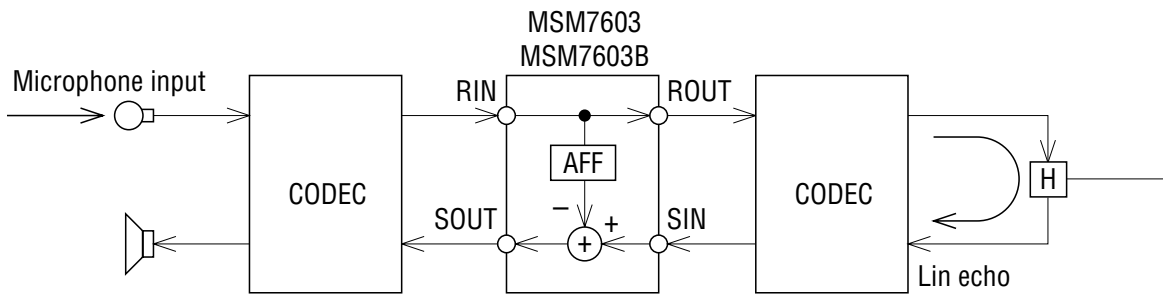 MSM7603
MSM7603B
Microphone input
RIN
ROUT
AFF
CODEC
CODEC
H
SOUT
−
+
+
SIN
Lin echo